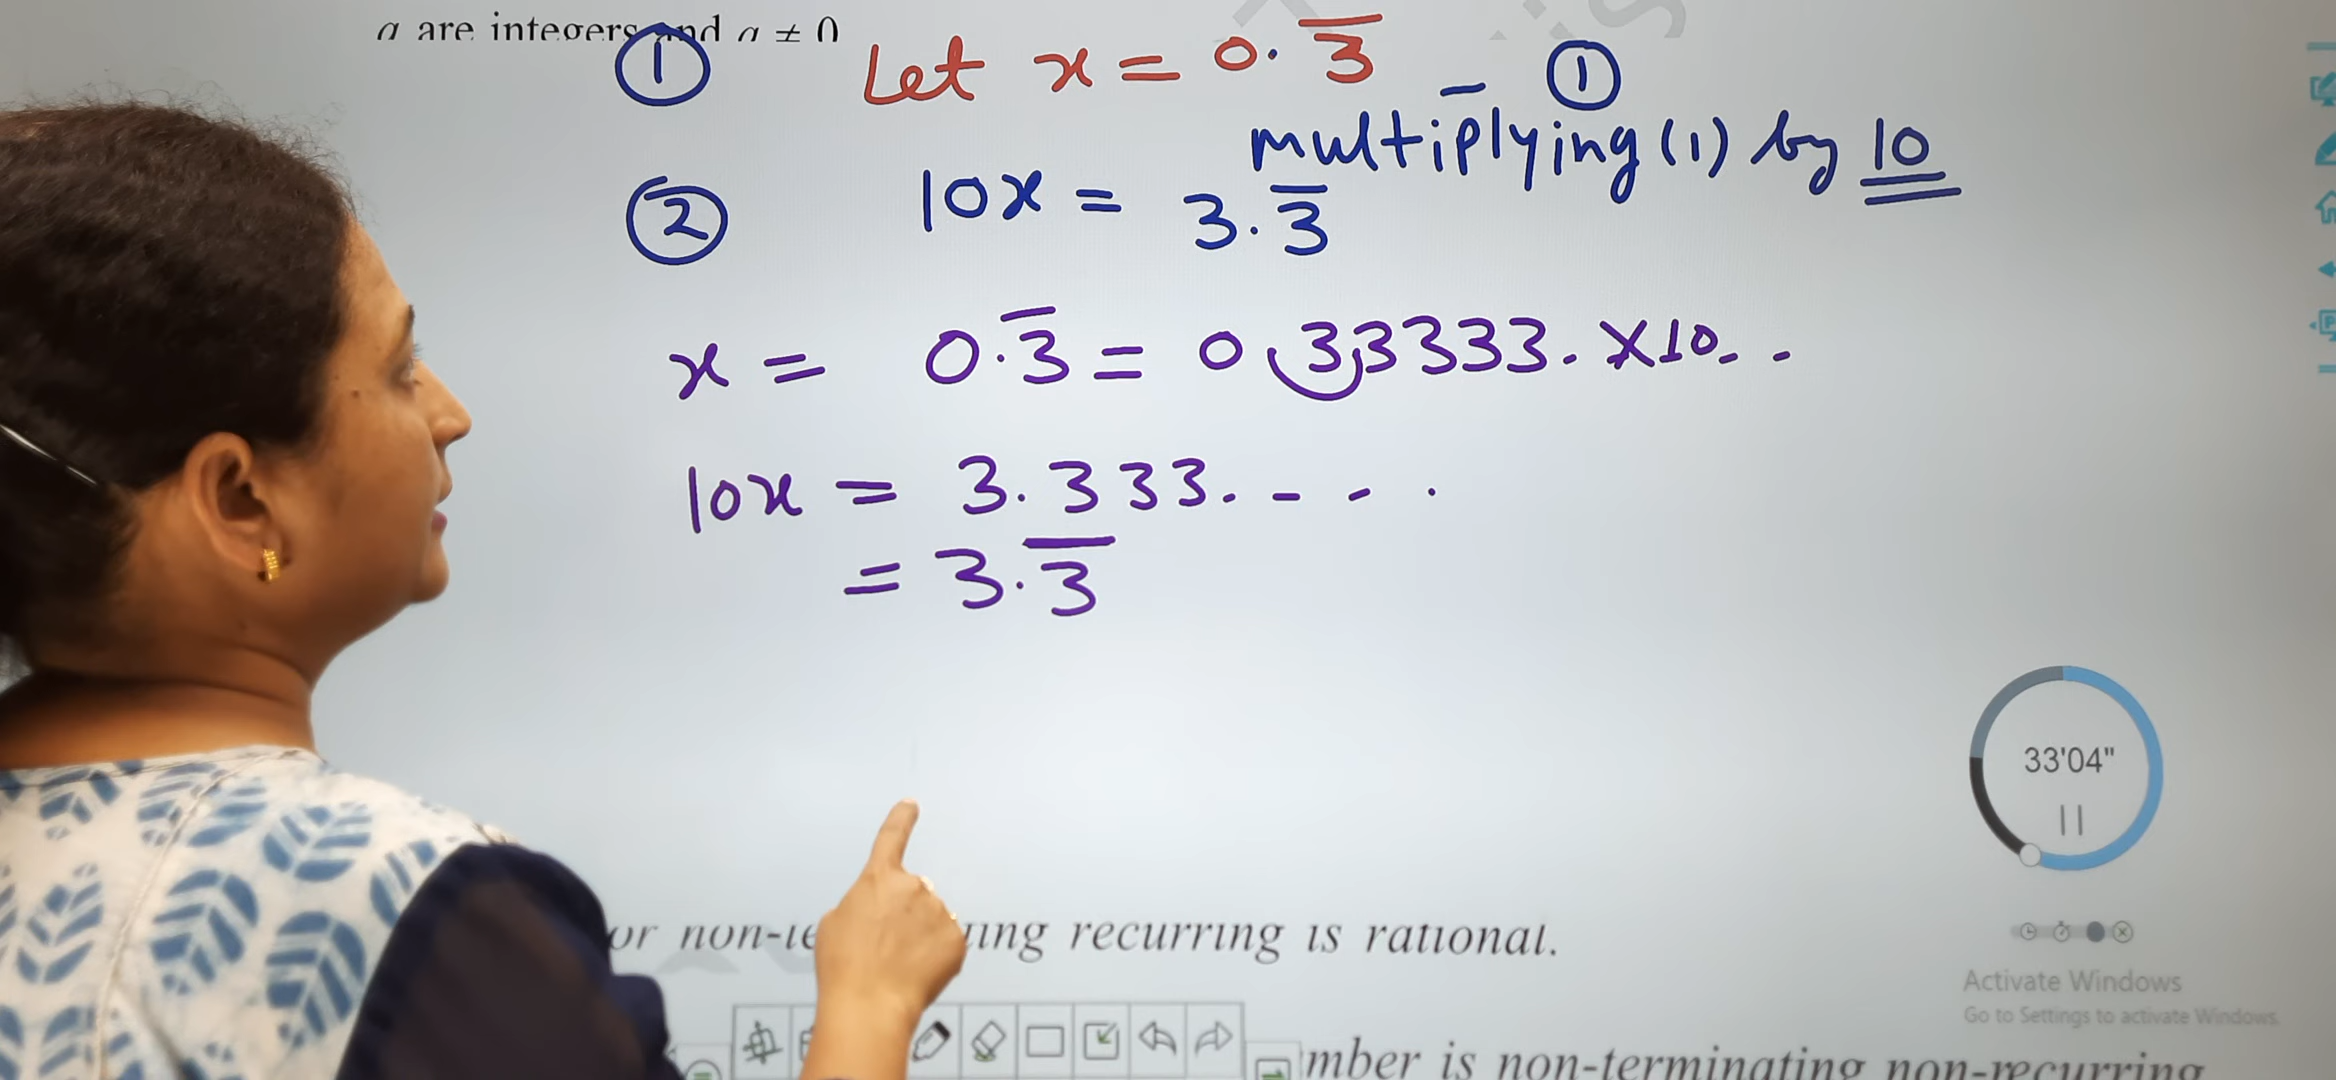 q are integers and q ≠ 0
① Let x = 0.3̅ – ①
multiplying (1) by 10
② 10x = 3.3̅
x = 0.3̅ = 0.33333. × 10 - -
10x = 3.333. - - .
= 3.3̅
33'04"
or non- recurring is rational.
Activate Windows
Go to Settings to activate Windows.
is non-terminating non-recurring